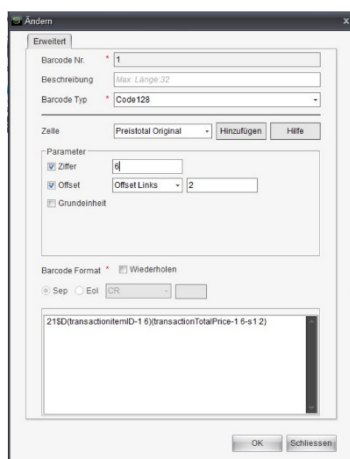 Ändern
x
Erweitert
Barcode Nr. * 1
Beschreibung Max. Länge 32
Barcode Typ * Code128
Zeile Preistotal Original Hinzufügen Hilfe
Parameter
Ziffer 6
Offset Offset Links 2
Grundeinheit
Barcode Format * Wiederholen
Sep Eol CR
21$D(transactionitemID-1 6)(transactionTotalPrice-1 6-s1 2)
OK Schliessen